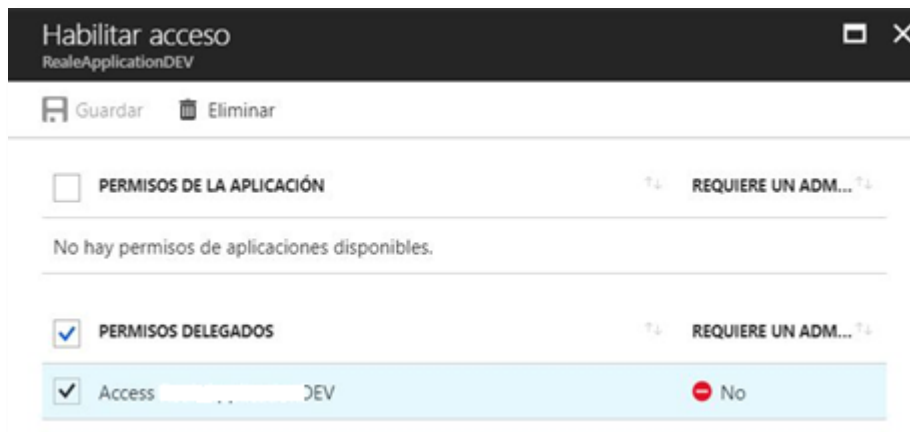 Habilitar acceso
RealeApplicationDEV
Guardar Eliminar
PERMISOS DE LA APLICACIÓN REQUIERE UN ADM...
No hay permisos de aplicaciones disponibles.
PERMISOS DELEGADOS REQUIERE UN ADM...
Access DEV No